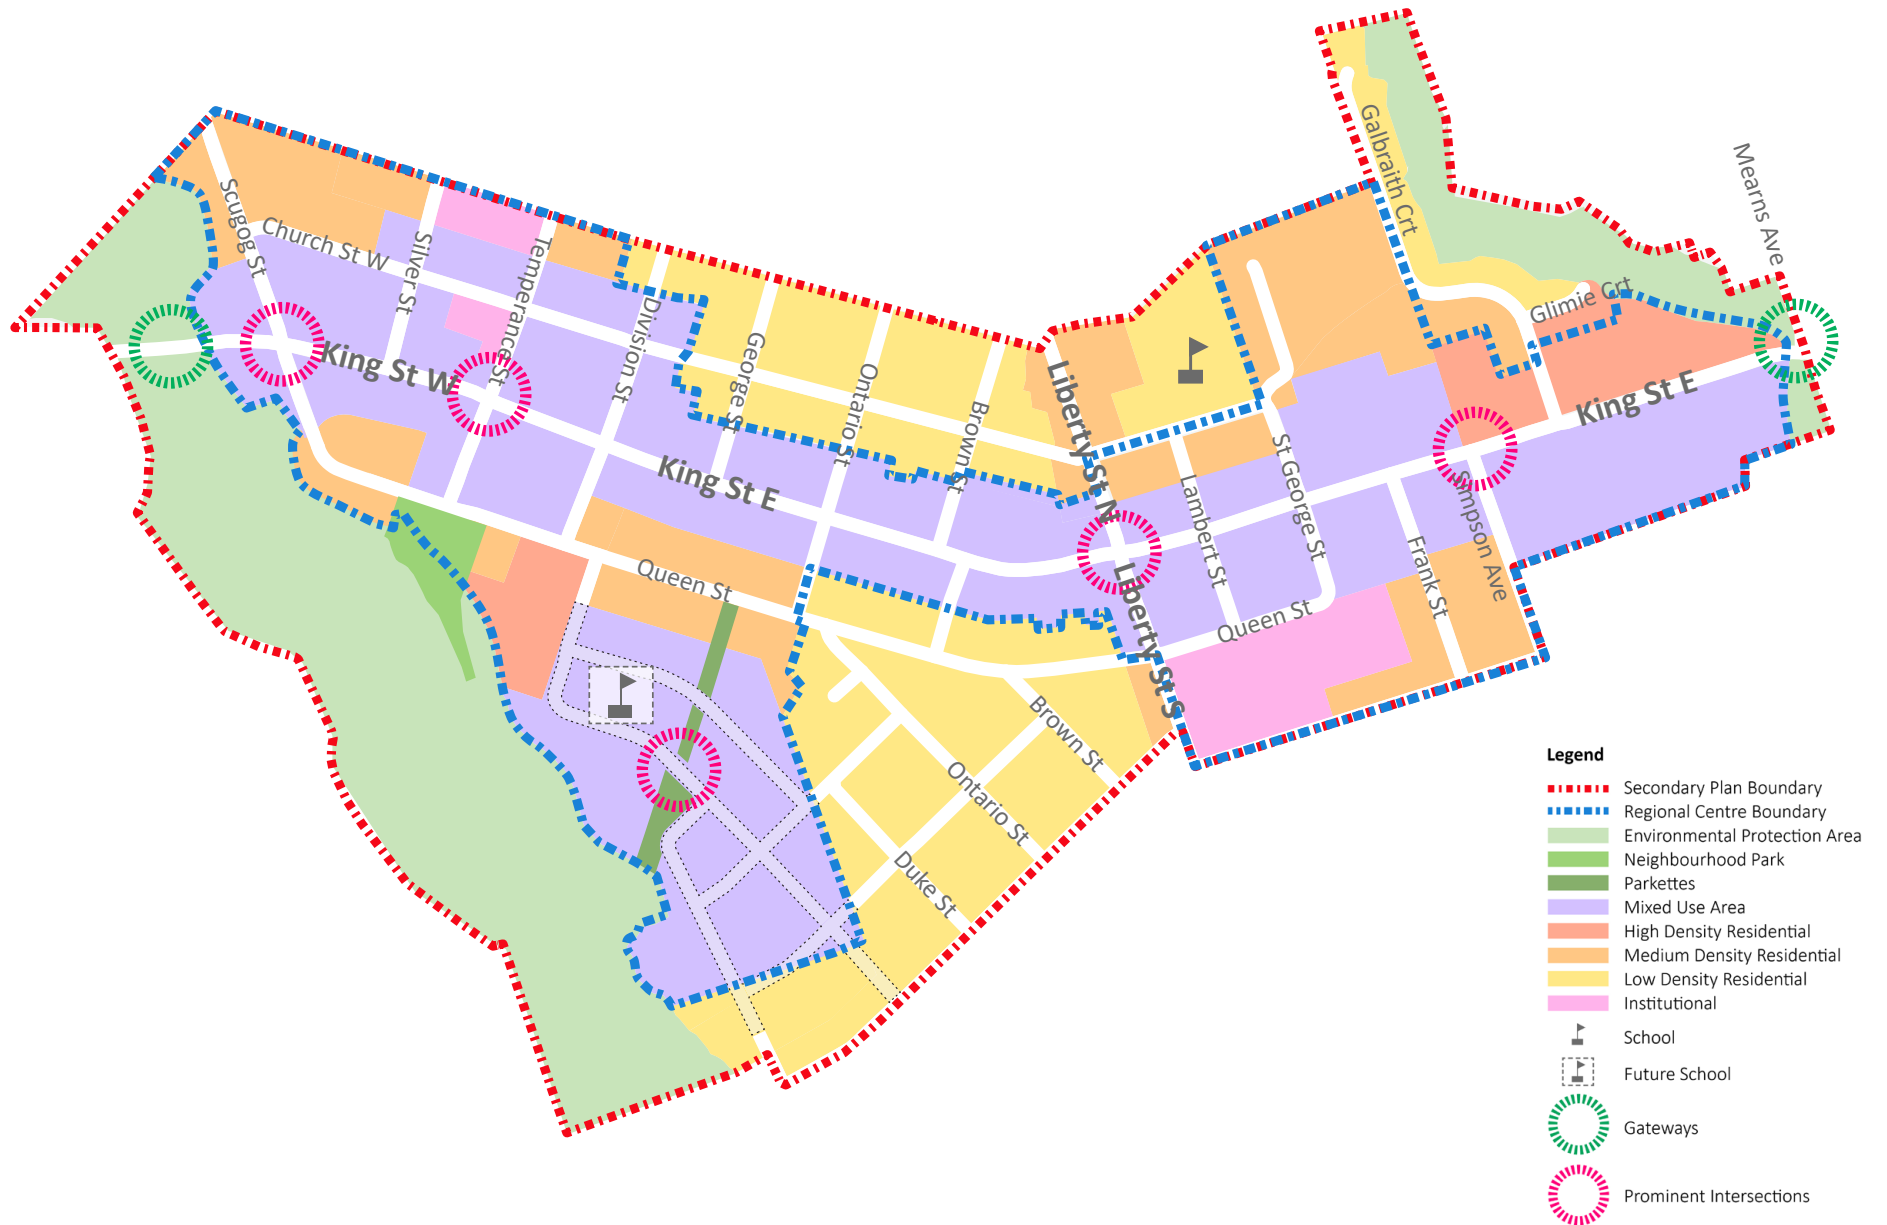 Galbraith Crt
Mearns Ave
Scugog St
Church St W
Silver St
Temperance St
Division St
George St
Ontario St
Brown St
Glimie Crt
King St W
King St E
King St E
Liberty St N
Lambert St
St George St
Frank St
Simpson Ave
Queen St
Queen St
Liberty St S
Brown St
Ontario St
Duke St
Legend
Secondary Plan Boundary
Regional Centre Boundary
Environmental Protection Area
Neighbourhood Park
Parkettes
Mixed Use Area
High Density Residential
Medium Density Residential
Low Density Residential
Institutional
School
Future School
Gateways
Prominent Intersections